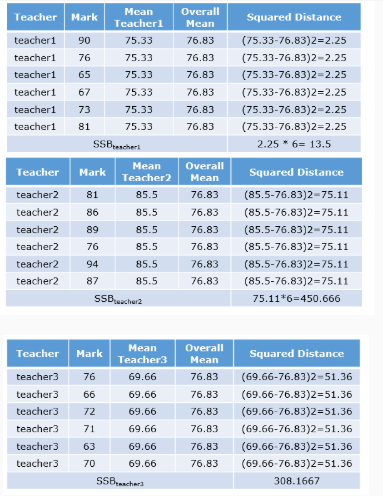 Teacher Mark Mean Teacher1 Overall Mean Squared Distance
teacher1 90 75.33 76.83 (75.33-76.83)2=2.25
teacher1 76 75.33 76.83 (75.33-76.83)2=2.25
teacher1 65 75.33 76.83 (75.33-76.83)2=2.25
teacher1 67 75.33 76.83 (75.33-76.83)2=2.25
teacher1 73 75.33 76.83 (75.33-76.83)2=2.25
teacher1 81 75.33 76.83 (75.33-76.83)2=2.25
SSBteacher1 2.25 * 6= 13.5
Teacher Mark Mean Teacher2 Overall Mean Squared Distance
teacher2 81 85.5 76.83 (85.5-76.83)2=75.11
teacher2 86 85.5 76.83 (85.5-76.83)2=75.11
teacher2 89 85.5 76.83 (85.5-76.83)2=75.11
teacher2 76 85.5 76.83 (85.5-76.83)2=75.11
teacher2 94 85.5 76.83 (85.5-76.83)2=75.11
teacher2 87 85.5 76.83 (85.5-76.83)2=75.11
SSBteacher2 75.11*6=450.666
Teacher Mark Mean Teacher3 Overall Mean Squared Distance
teacher3 76 69.66 76.83 (69.66-76.83)2=51.36
teacher3 66 69.66 76.83 (69.66-76.83)2=51.36
teacher3 72 69.66 76.83 (69.66-76.83)2=51.36
teacher3 71 69.66 76.83 (69.66-76.83)2=51.36
teacher3 63 69.66 76.83 (69.66-76.83)2=51.36
teacher3 70 69.66 76.83 (69.66-76.83)2=51.36
SSBteacher3 308.1667